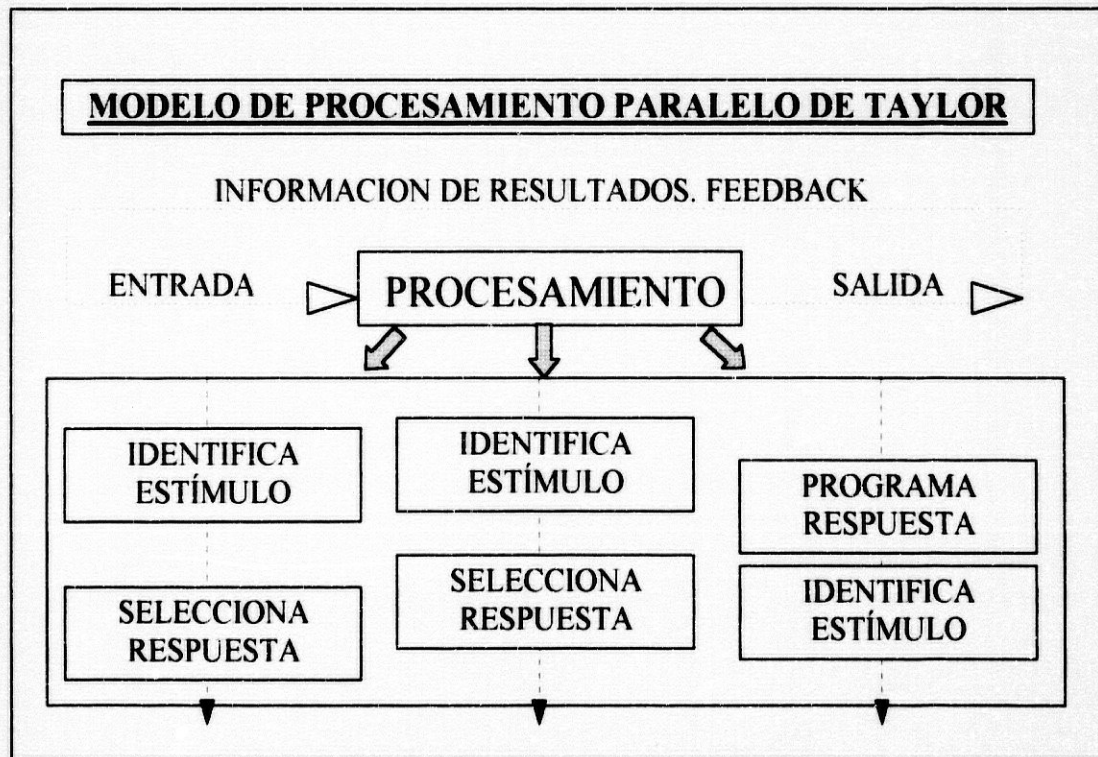 MODELO DE PROCESAMIENTO PARALELO DE TAYLOR
INFORMACION DE RESULTADOS. FEEDBACK
ENTRADA
PROCESAMIENTO
SALIDA
IDENTIFICA
ESTÍMULO
SELECCIONA
RESPUESTA
IDENTIFICA
ESTÍMULO
SELECCIONA
RESPUESTA
PROGRAMA
RESPUESTA
IDENTIFICA
ESTÍMULO